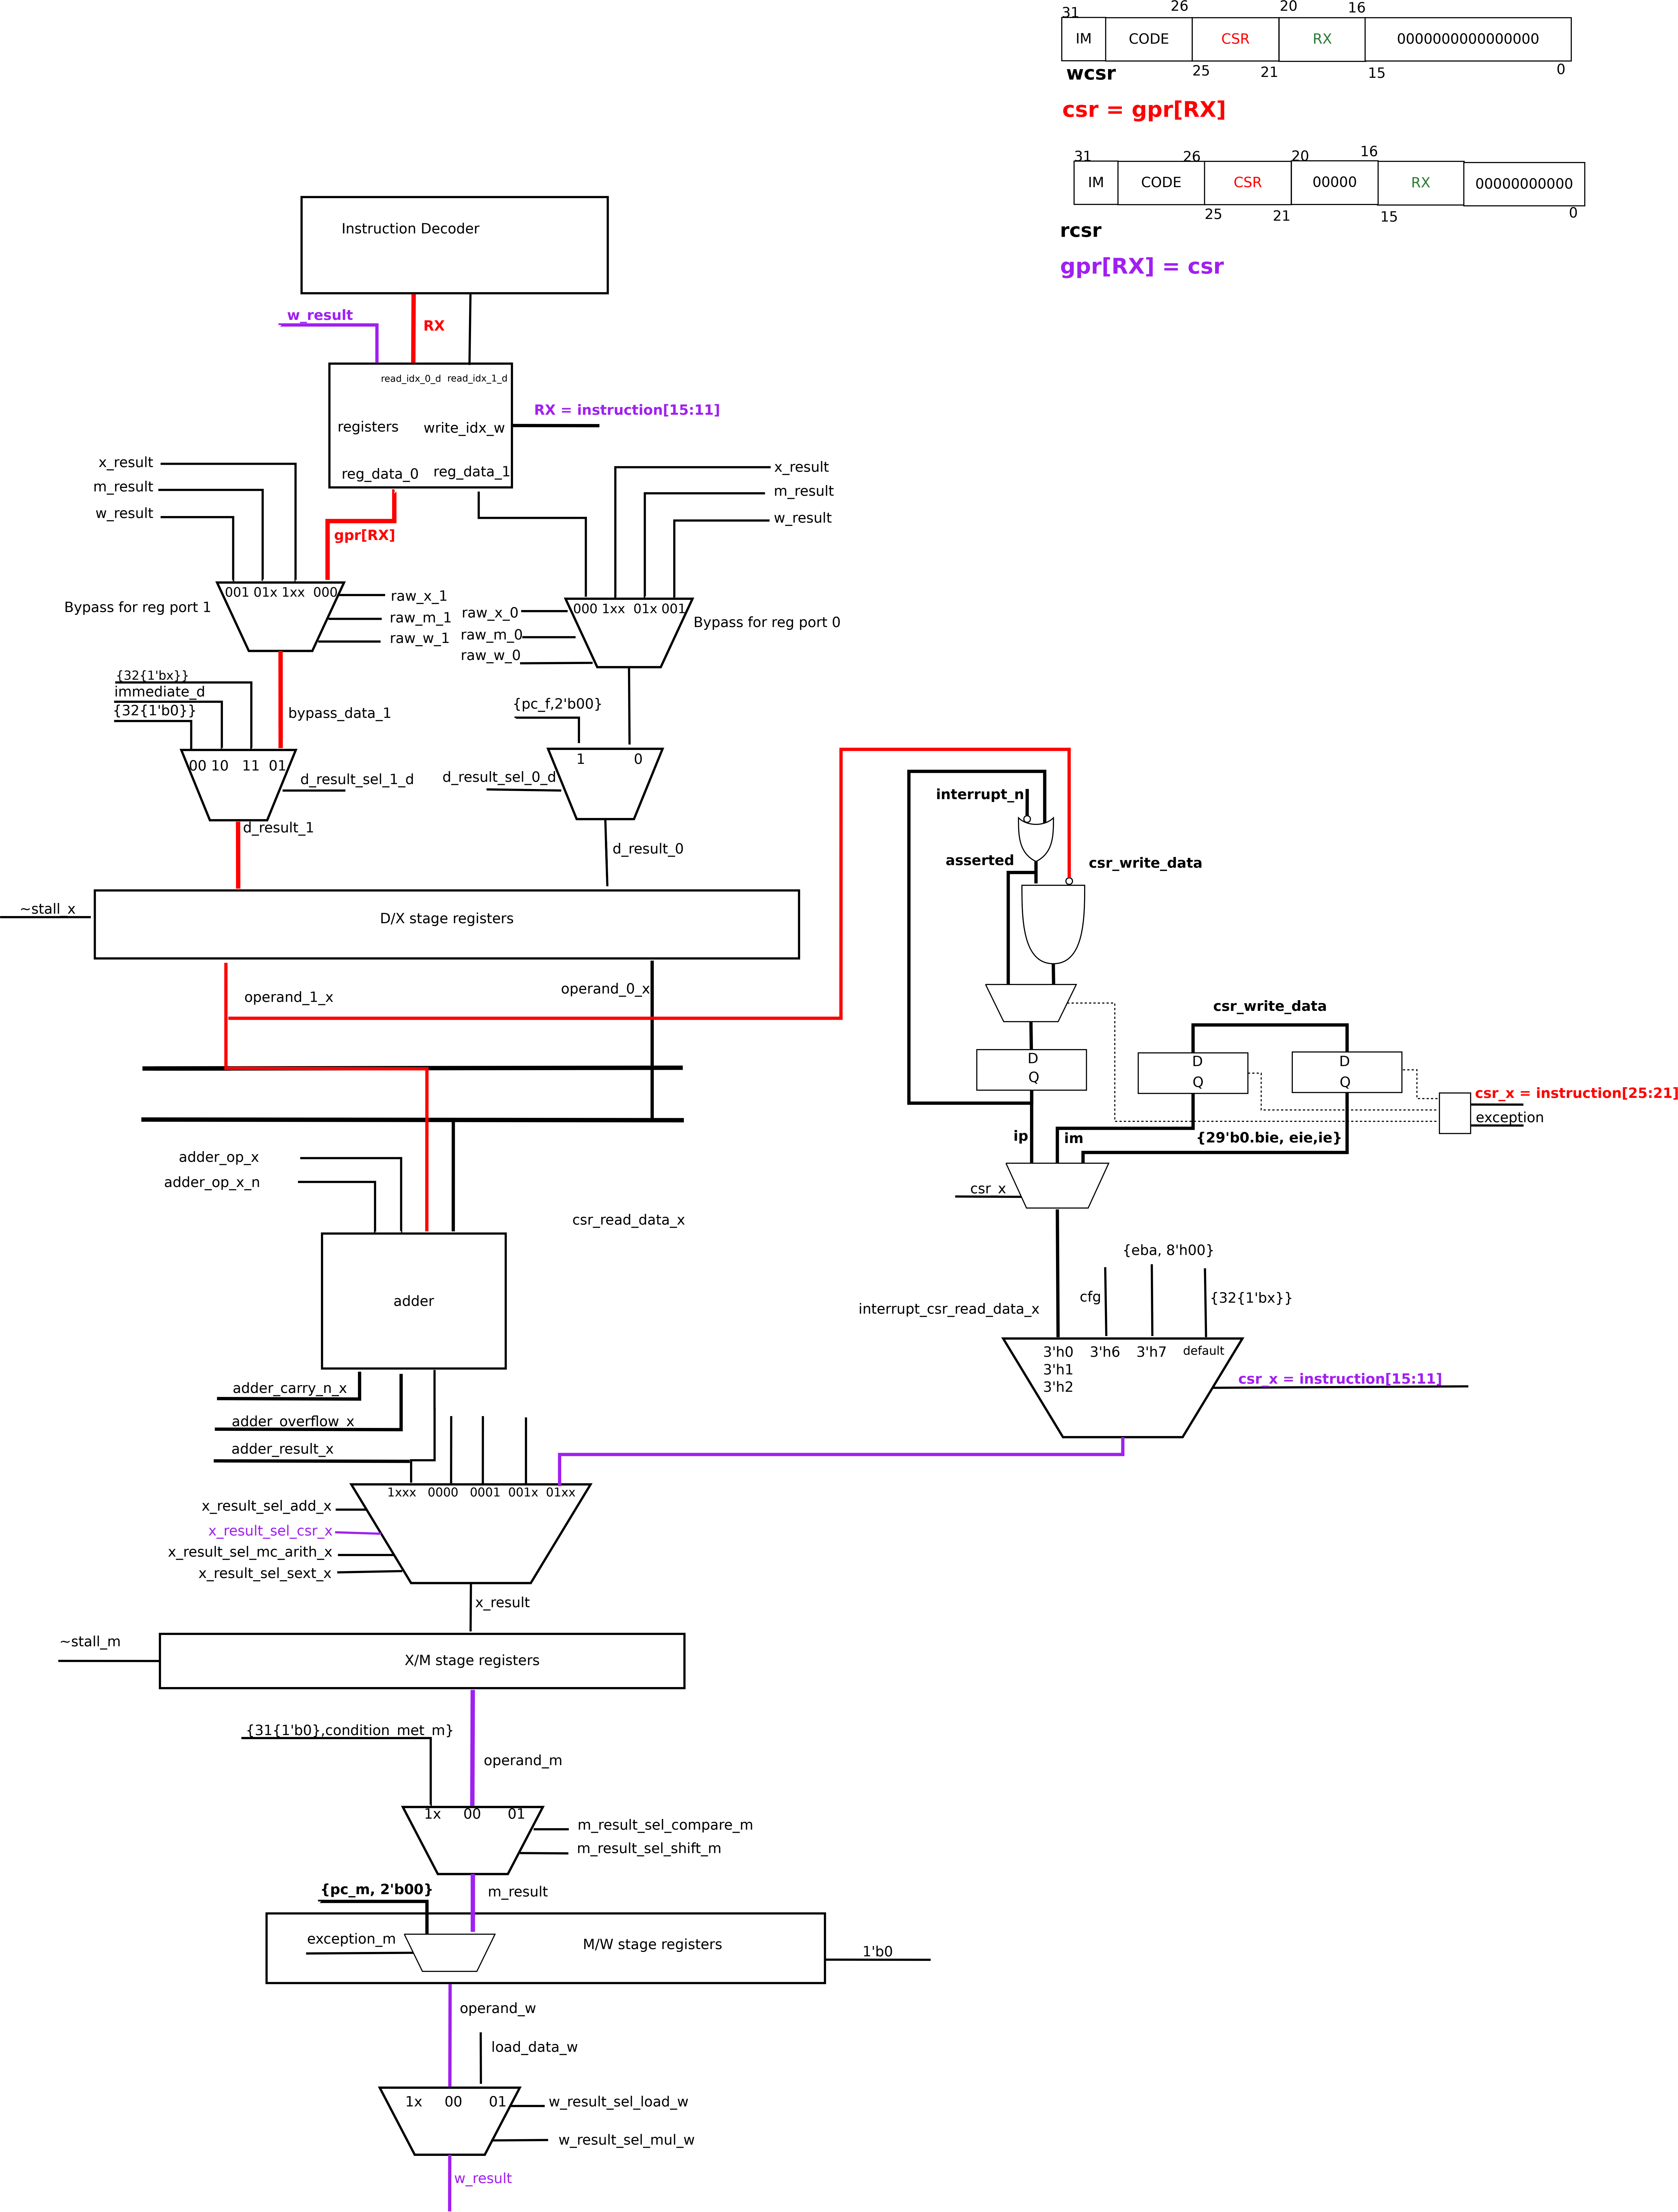 31
26
20
16
IM
CODE
CSR
RX
0000000000000000
wcsr
25
21
15
0
csr = gpr[RX]
31
26
20
16
IM
CODE
CSR
00000
RX
00000000000
25
21
15
0
rcsr
gpr[RX] = csr
Instruction Decoder
w_result
RX
read_idx_0_d read_idx_1_d
RX = instruction[15:11]
registers
write_idx_w
reg_data_0
reg_data_1
x_result
m_result
w_result
x_result
m_result
w_result
gpr[RX]
001 01x 1xx 000
Bypass for reg port 1
raw_x_1
raw_m_1
raw_w_1
raw_x_0
raw_m_0
raw_w_0
000 1xx 01x 001
Bypass for reg port 0
{32{1'bx}}
immediate_d
{32{1'b0}}
bypass_data_1
{pc_f,2'b00}
00 10 11 01
d_result_sel_1_d
d_result_sel_0_d
1 0
d_result_1
d_result_0
interrupt_n
asserted
csr_write_data
~stall_x
D/X stage registers
operand_1_x
operand_0_x
csr_write_data
D
Q
D
Q
D
Q
csr_x = instruction[25:21]
exception
ip
im
{29'b0.bie, eie,ie}
adder_op_x
adder_op_x_n
csr_x
csr_read_data_x
{eba, 8'h00}
adder
interrupt_csr_read_data_x
cfg
{32{1'bx}}
3'h0
3'h1
3'h2
3'h6
3'h7
default
csr_x = instruction[15:11]
adder_carry_n_x
adder_overflow_x
adder_result_x
1xxx 0000 0001 001x 01xx
x_result_sel_add_x
x_result_sel_csr_x
x_result_sel_mc_arith_x
x_result_sel_sext_x
x_result
~stall_m
X/M stage registers
{31{1'b0},condition_met_m}
operand_m
1x 00 01
m_result_sel_compare_m
m_result_sel_shift_m
{pc_m, 2'b00}
m_result
exception_m
M/W stage registers
1'b0
operand_w
load_data_w
1x 00 01
w_result_sel_load_w
w_result_sel_mul_w
w_result